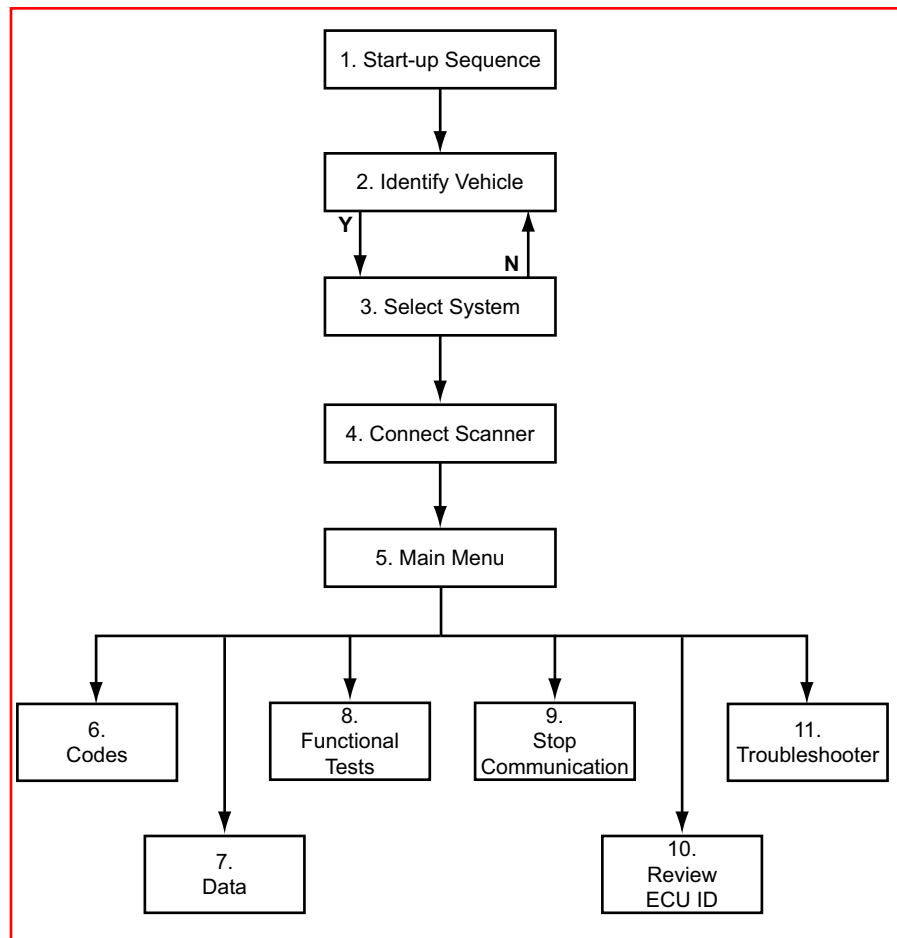 1. Start-up Sequence
2. Identify Vehicle
Y
N
3. Select System
4. Connect Scanner
5. Main Menu
6.
Codes
8.
Functional
Tests
9.
Stop
Communication
11.
Troubleshooter
7.
Data
10.
Review
ECU ID